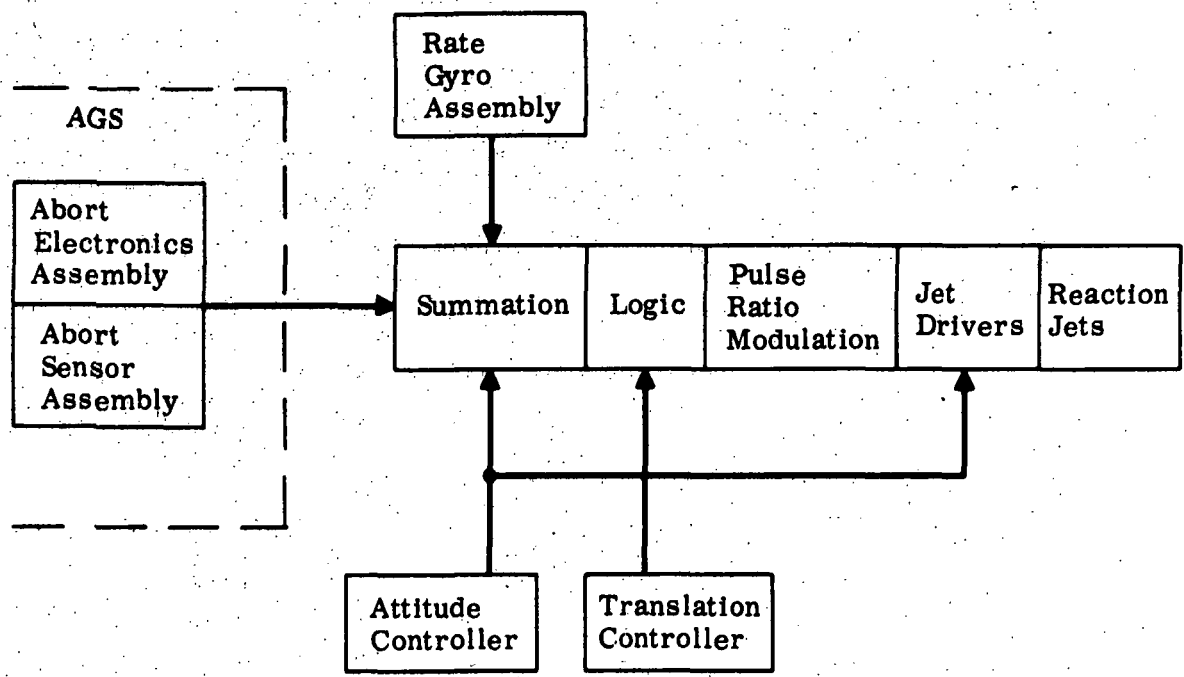 Rate
Gyro
Assembly
AGS
Abort
Electronics
Assembly
Abort
Sensor
Assembly
Summation
Logic
Pulse
Ratio
Modulation
Jet
Drivers
Reaction
Jets
Attitude
Controller
Translation
Controller